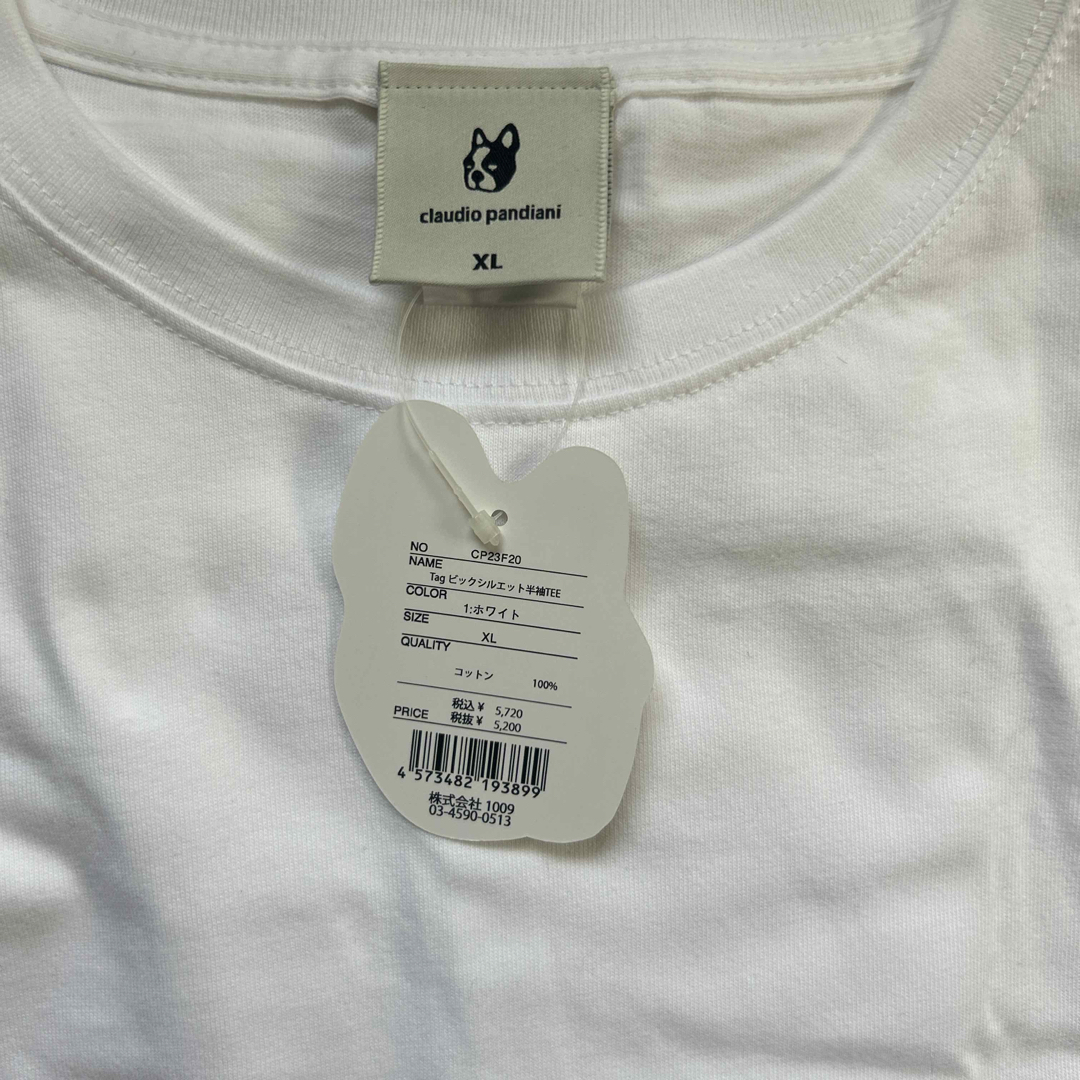 claudio pandiani
XL
NO CP23F20
NAME
Tag ビックシルエット半袖TEE
COLOR
1:ホワイト
SIZE
XL
QUALITY
コットン 100%
税込¥ 5,720
PRICE 税抜¥ 5,200
4 573482 193899
株式会社 1009
03-4590-0513